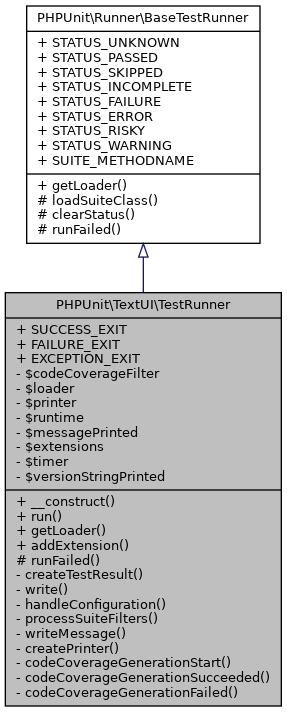 PHPUnit\Runner\BaseTestRunner
+ STATUS_UNKNOWN
+ STATUS_PASSED
+ STATUS_SKIPPED
+ STATUS_INCOMPLETE
+ STATUS_FAILURE
+ STATUS_ERROR
+ STATUS_RISKY
+ STATUS_WARNING
+ SUITE_METHODNAME
+ getLoader()
# loadSuiteClass()
# clearStatus()
# runFailed()
PHPUnit\TextUI\TestRunner
+ SUCCESS_EXIT
+ FAILURE_EXIT
+ EXCEPTION_EXIT
- $codeCoverageFilter
- $loader
- $printer
- $runtime
- $messagePrinted
- $extensions
- $timer
- $versionStringPrinted
+ __construct()
+ run()
+ getLoader()
+ addExtension()
# runFailed()
- createTestResult()
- write()
- handleConfiguration()
- processSuiteFilters()
- writeMessage()
- createPrinter()
- codeCoverageGenerationStart()
- codeCoverageGenerationSucceeded()
- codeCoverageGenerationFailed()